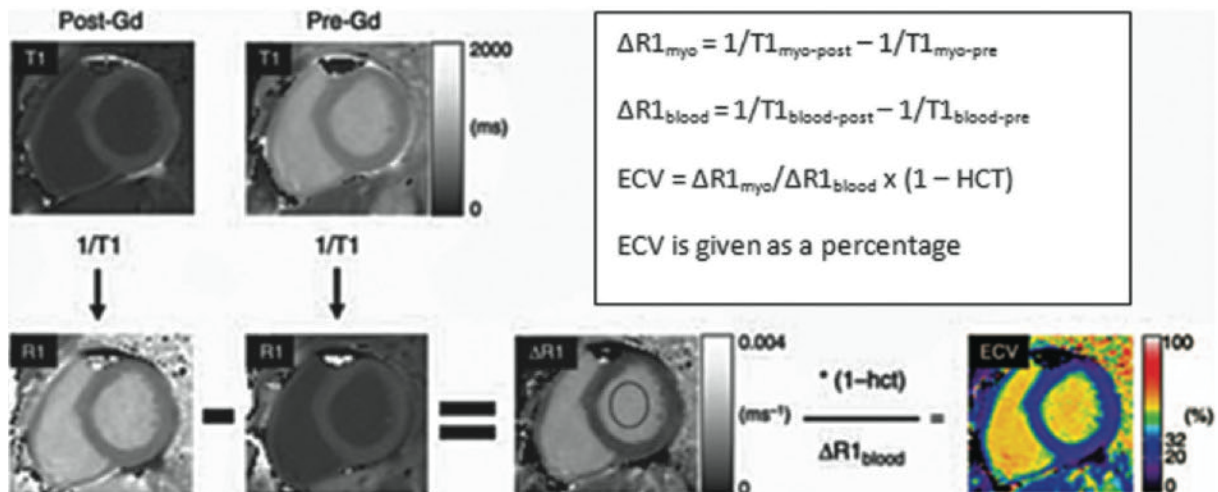 Post-Gd
Pre-Gd
T1
T1
2000
(ms)
0
ΔR1myo = 1/T1myo-post – 1/T1myo-pre
ΔR1blood = 1/T1blood-post – 1/T1blood-pre
ECV = ΔR1myo/ΔR1blood x (1 – HCT)
ECV is given as a percentage
1/T1
1/T1
R1
R1
ΔR1
0.004
(ms⁻¹)
0
* (1–hct)
ΔR1blood
=
ECV
100
(%)
32
20
0